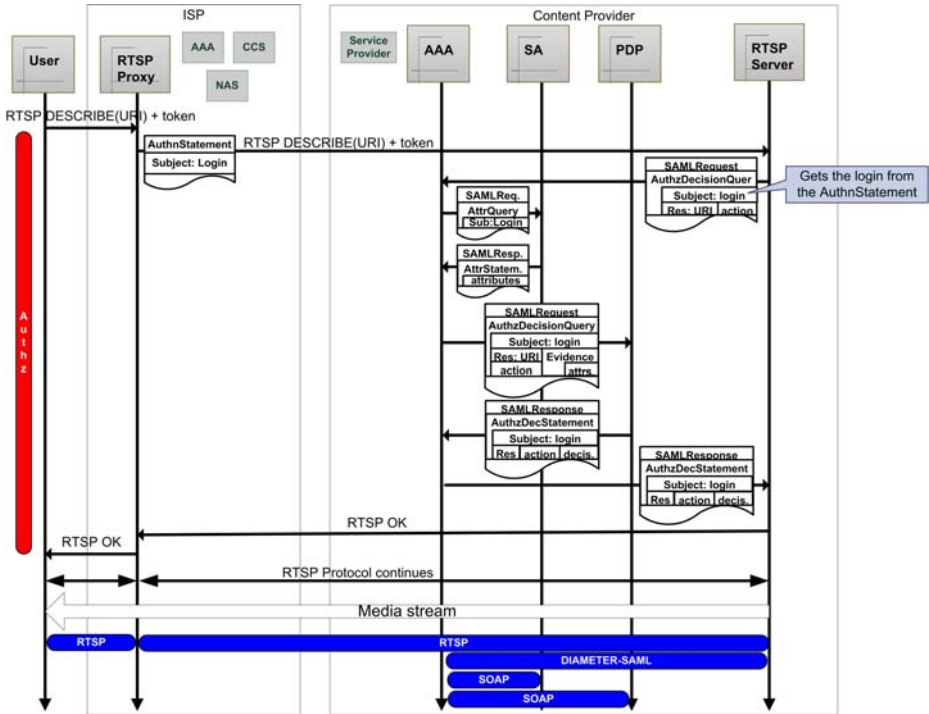 ISP
Content Provider
User
RTSP
Proxy
AAA
CCS
NAS
Service
Provider
AAA
SA
PDP
RTSP
Server
RTSP DESCRIBE(URI) + token
AuthnStatement
Subject: Login
RTSP DESCRIBE(URI) + token
SAMLRequest
AuthzDecisionQuer
Subject: login
Res: URI
action
Gets the login from
the AuthnStatement
SAMLReq.
AttrQuery
Sub:Login
SAMLResp.
AttrStatem.
attributes
SAMLRequest
AuthzDecisionQuery
Subject: login
Res: URI
Evidence
action
attrs.
SAMLResponse
AuthzDecStatement
Subject: login
Res
action
decis.
SAMLResponse
AuthzDecStatement
Subject: login
Res
action
decis.
Authz
RTSP OK
RTSP OK
RTSP Protocol continues
Media stream
RTSP
RTSP
DIAMETER-SAML
SOAP
SOAP